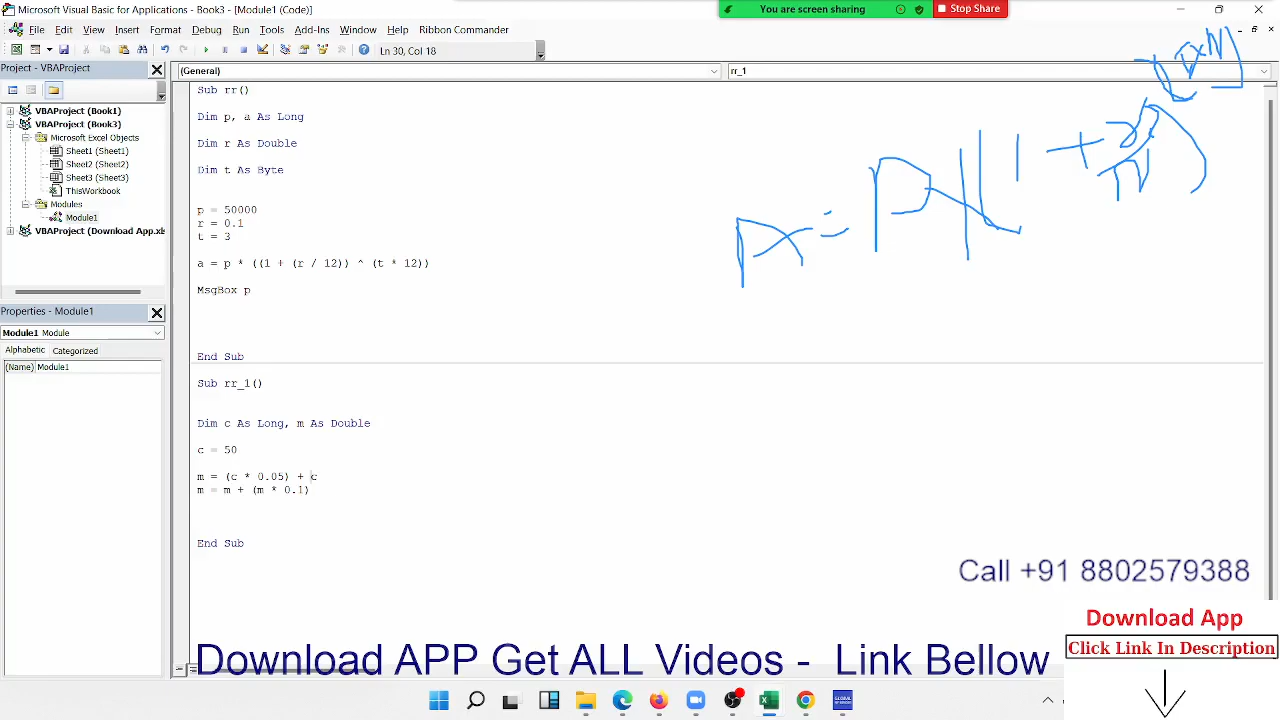 Microsoft Visual Basic for Applications - Book3 - [Module1 (Code)]
You are screen sharing
Stop Share
File Edit View Insert Format Debug Run Tools Add-Ins Window Help Ribbon Commander
Ln 30, Col 18
Project - VBAProject
(General)
rr_1
VBAProject (Book1)
VBAProject (Book3)
Microsoft Excel Objects
Sheet1 (Sheet1)
Sheet2 (Sheet2)
Sheet3 (Sheet3)
ThisWorkbook
Modules
Module1
VBAProject (Download App.xls
Properties - Module1
Module1 Module
Alphabetic Categorized
(Name) Module1
Sub rr()
Dim p, a As Long
Dim r As Double
Dim t As Byte
p = 50000
r = 0.1
t = 3
a = p * ((1 + (r / 12)) ^ (t * 12))
MsgBox p
End Sub
Sub rr_1()
Dim c As Long, m As Double
c = 50
m = (c * 0.05) + c
m = m + (m * 0.1)
End Sub
Call +91 8802579388
Download App
Click Link In Description
Download APP Get ALL Videos - Link Bellow